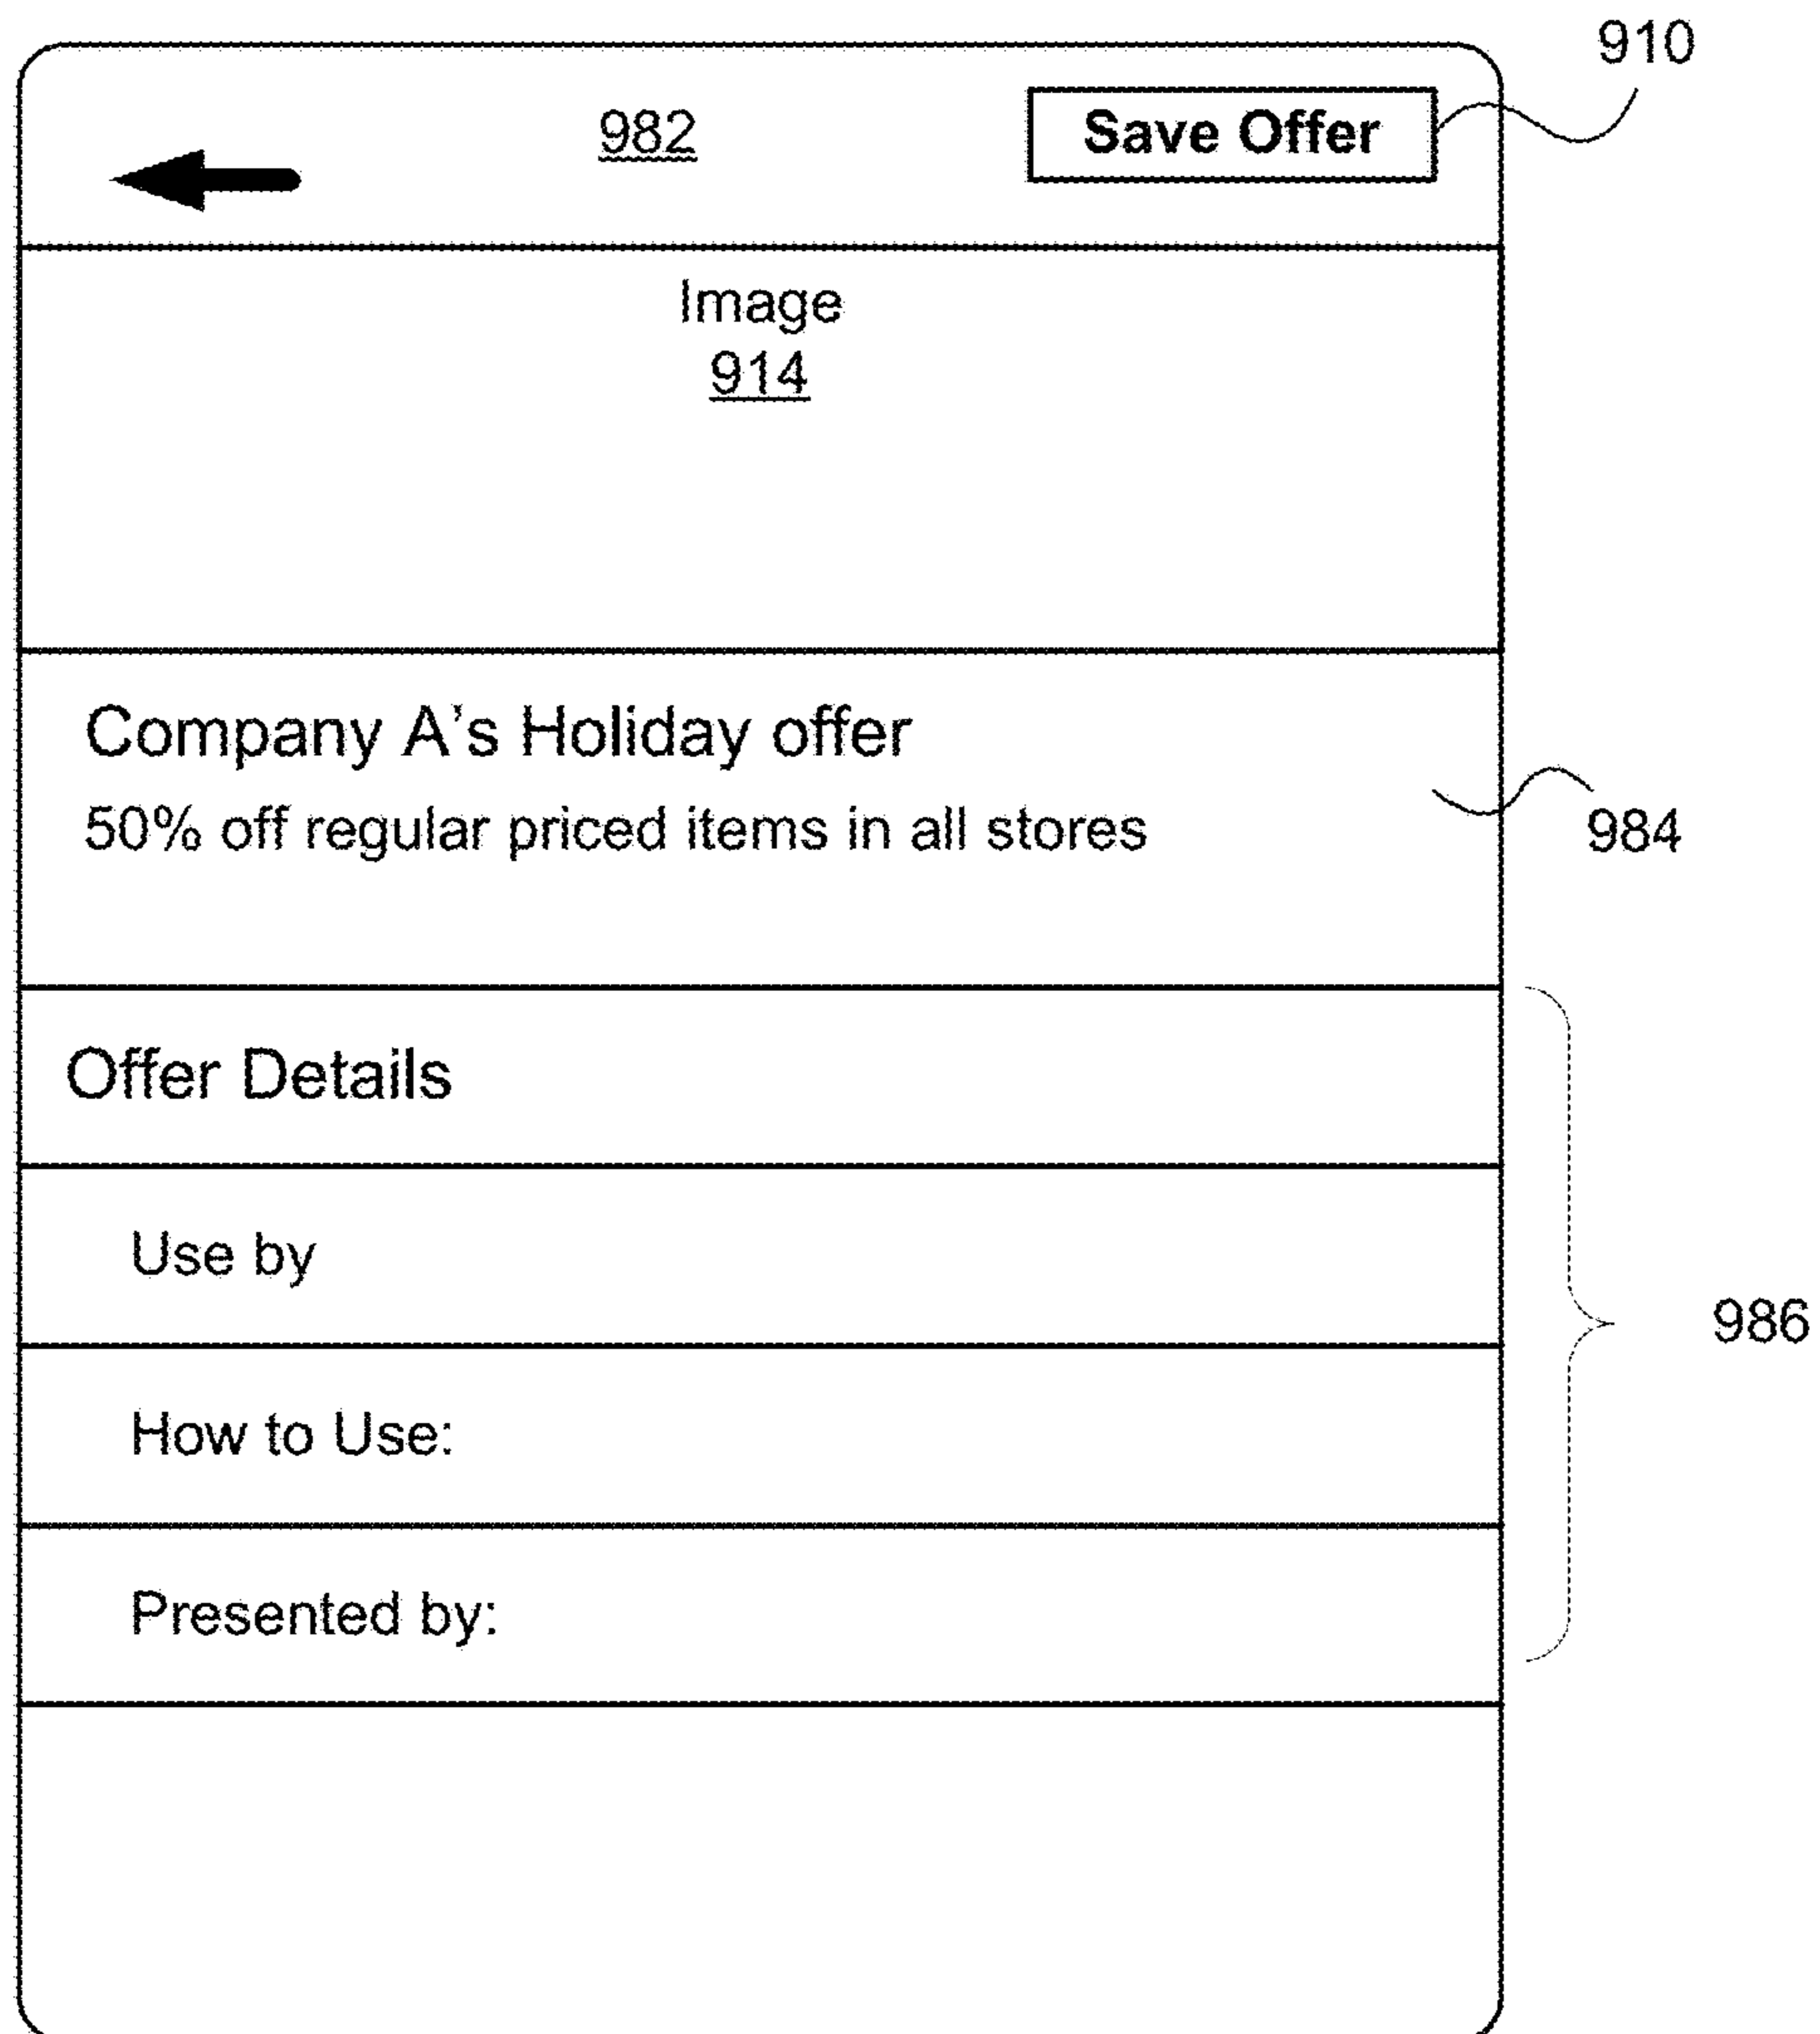 910
982
Save Offer
Image
914
Company A's Holiday offer
50% off regular priced items in all stores
984
Offer Details
Use by
986
How to Use:
Presented by: